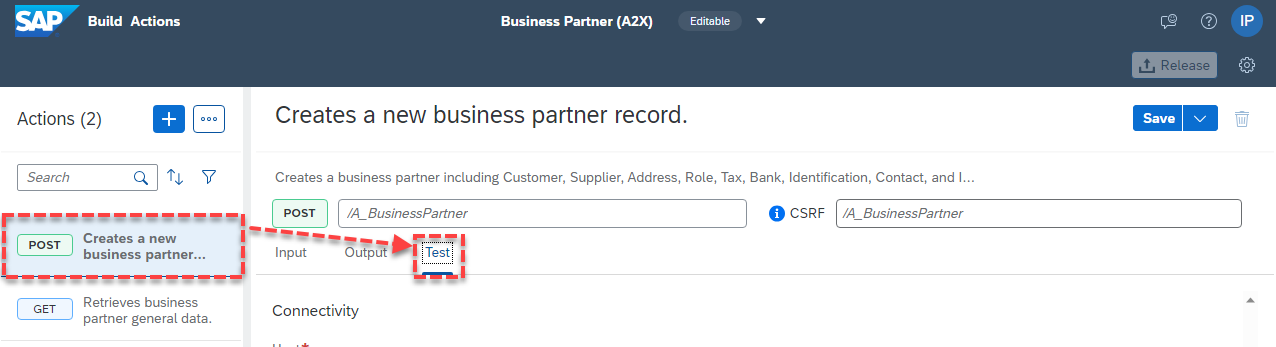 SAP Build Actions Business Partner (A2X) Editable IP
Release
Actions (2)
Creates a new business partner record.
Save
Search
Creates a business partner including Customer, Supplier, Address, Role, Tax, Bank, Identification, Contact, and I...
POST /A_BusinessPartner CSRF /A_BusinessPartner
POST Creates a new
business partner...
Input Output Test
GET Retrieves business
partner general data.
Connectivity